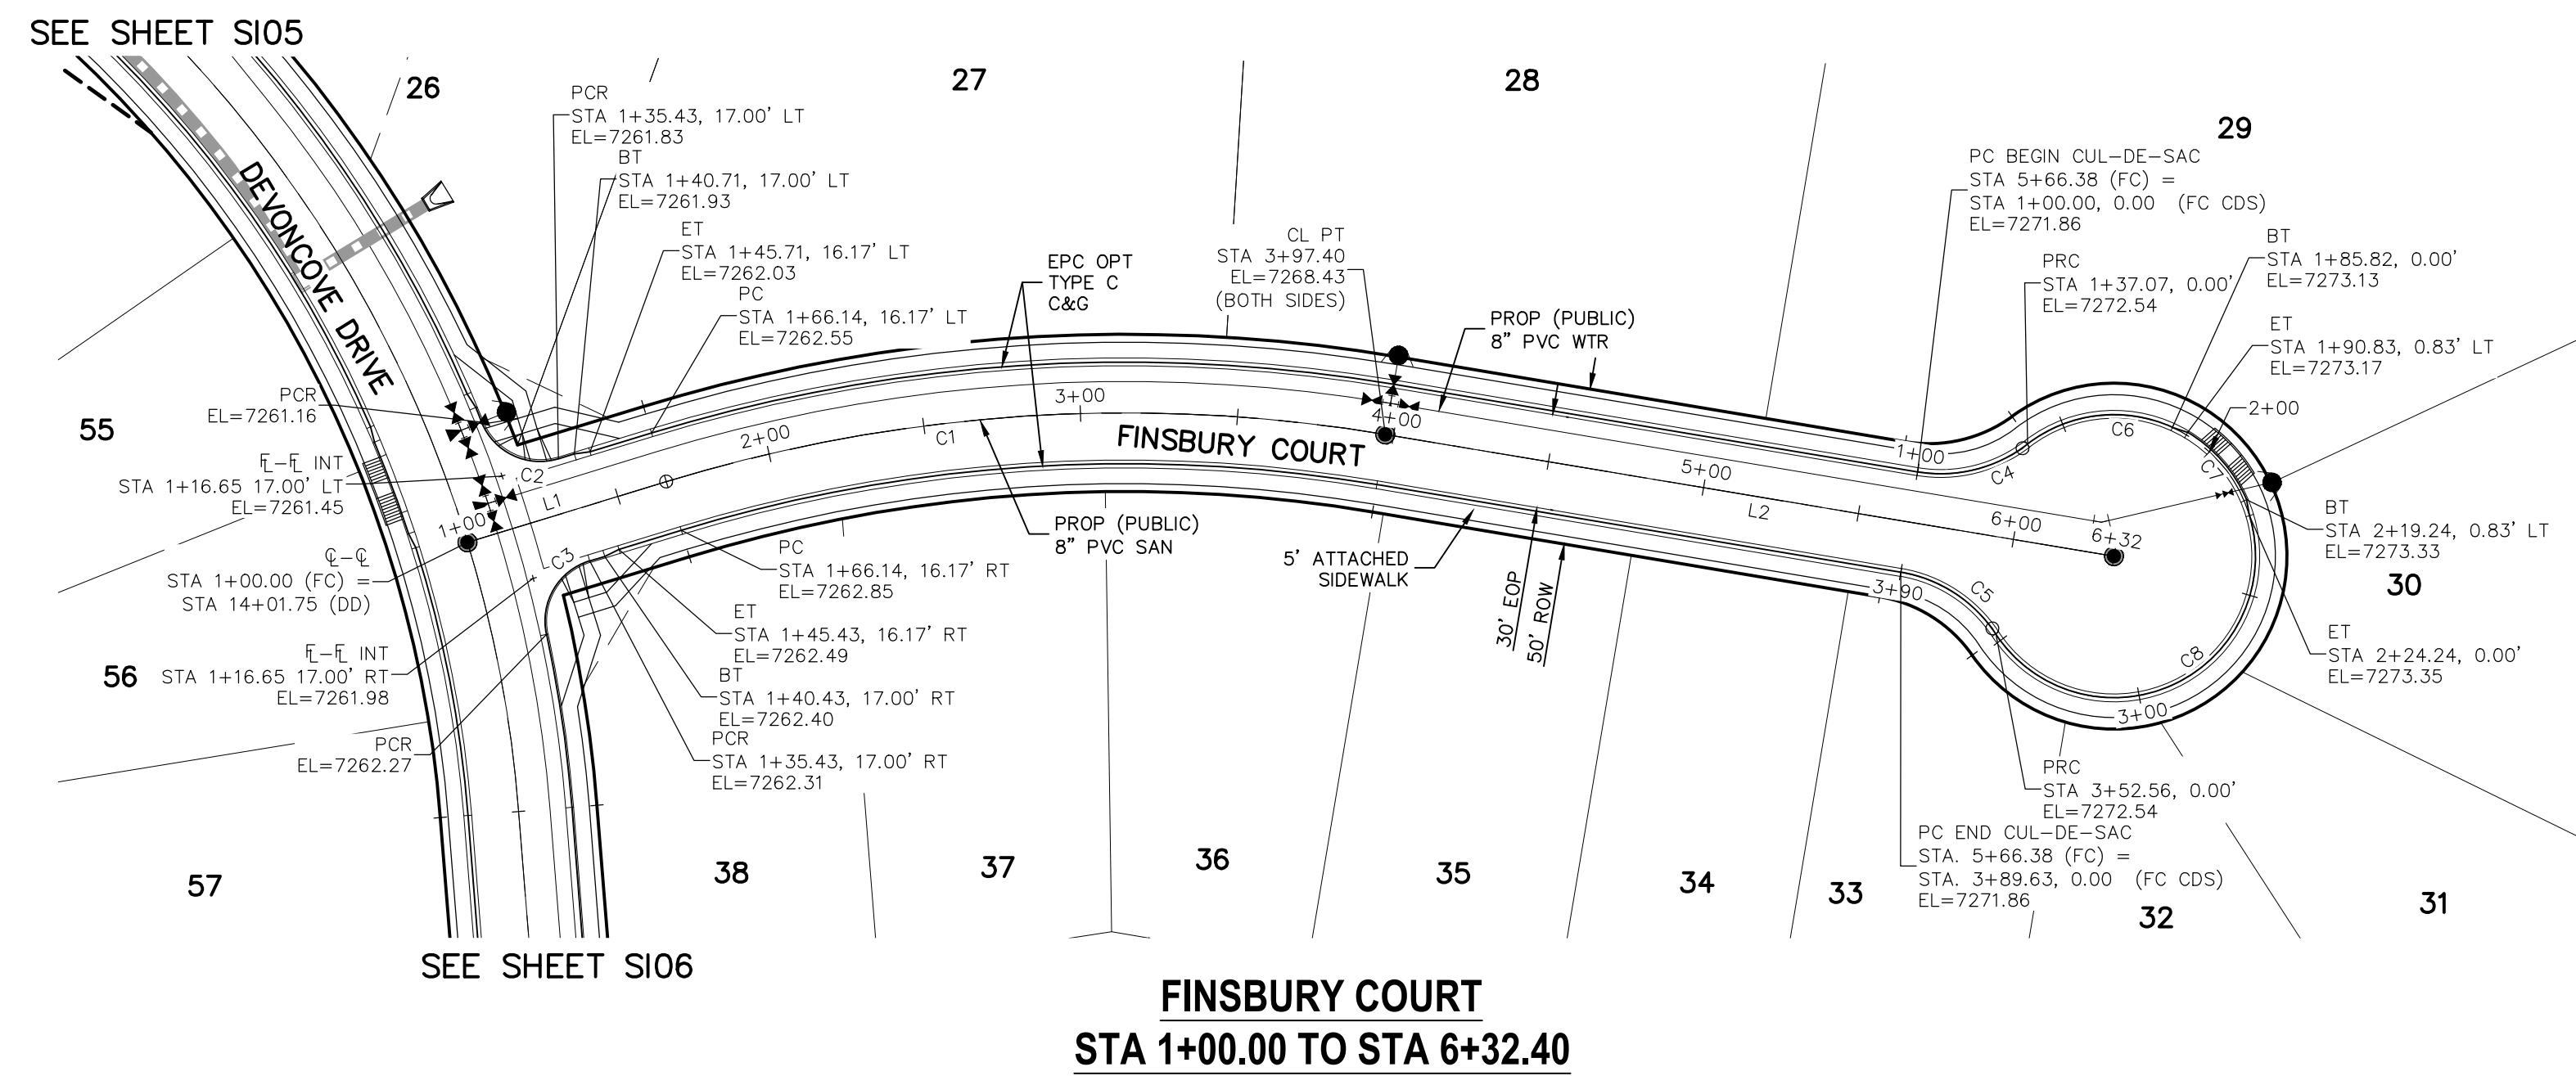 SEE SHEET SI05
26
27
28
29
PCR
STA 1+35.43, 17.00' LT
EL=7261.83
BT
STA 1+40.71, 17.00' LT
EL=7261.93
ET
STA 1+45.71, 16.17' LT
EL=7262.03
PC
STA 1+66.14, 16.17' LT
EL=7262.55
DEVONCOVE DRIVE
EPC OPT
TYPE C
C&G
CL PT
STA 3+97.40
EL=7268.43
(BOTH SIDES)
PROP (PUBLIC)
8" PVC WTR
PC BEGIN CUL-DE-SAC
STA 5+66.38 (FC) =
STA 1+00.00, 0.00 (FC CDS)
EL=7271.86
PRC
STA 1+37.07, 0.00'
EL=7272.54
BT
STA 1+85.82, 0.00'
EL=7273.13
ET
STA 1+90.83, 0.83' LT
EL=7273.17
2+00
BT
STA 2+19.24, 0.83' LT
EL=7273.33
30
ET
STA 2+24.24, 0.00'
EL=7273.35
55
PCR
EL=7261.16
℄-℄ INT
STA 1+16.65 17.00' LT
EL=7261.45
℄-℄
STA 1+00.00 (FC) =
STA 14+01.75 (DD)
℄-℄ INT
STA 1+16.65 17.00' RT
EL=7261.98
56
PCR
EL=7262.27
57
1+00
L1
C2
C3
2+00
C1
3+00
FINSBURY COURT
4+00
5+00
L2
6+00
6+32
1+00
C4
C6
C7
3+90
C5
C8
3+00
PROP (PUBLIC)
8" PVC SAN
5' ATTACHED
SIDEWALK
30' EOP
50' ROW
PC
STA 1+66.14, 16.17' RT
EL=7262.85
ET
STA 1+45.43, 16.17' RT
EL=7262.49
BT
STA 1+40.43, 17.00' RT
EL=7262.40
PCR
STA 1+35.43, 17.00' RT
EL=7262.31
PRC
STA 3+52.56, 0.00'
EL=7272.54
PC END CUL-DE-SAC
STA. 5+66.38 (FC) =
STA. 3+89.63, 0.00 (FC CDS)
EL=7271.86
38
37
36
35
34
33
32
31
SEE SHEET SI06
FINSBURY COURT
STA 1+00.00 TO STA 6+32.40